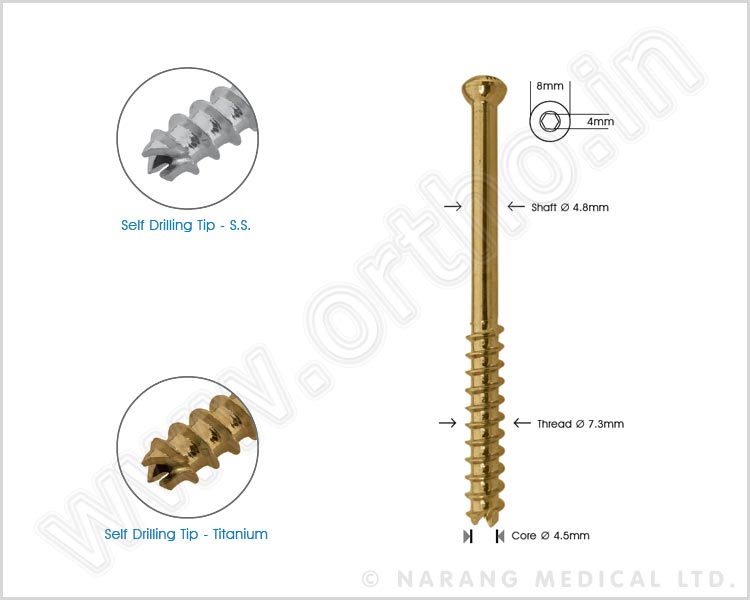 8mm
4mm
Self Drilling Tip - S.S.
Shaft Ø 4.8mm
Thread Ø 7.3mm
Self Drilling Tip - Titanium
Core Ø 4.5mm
www.ortho.in
© NARANG MEDICAL LTD.